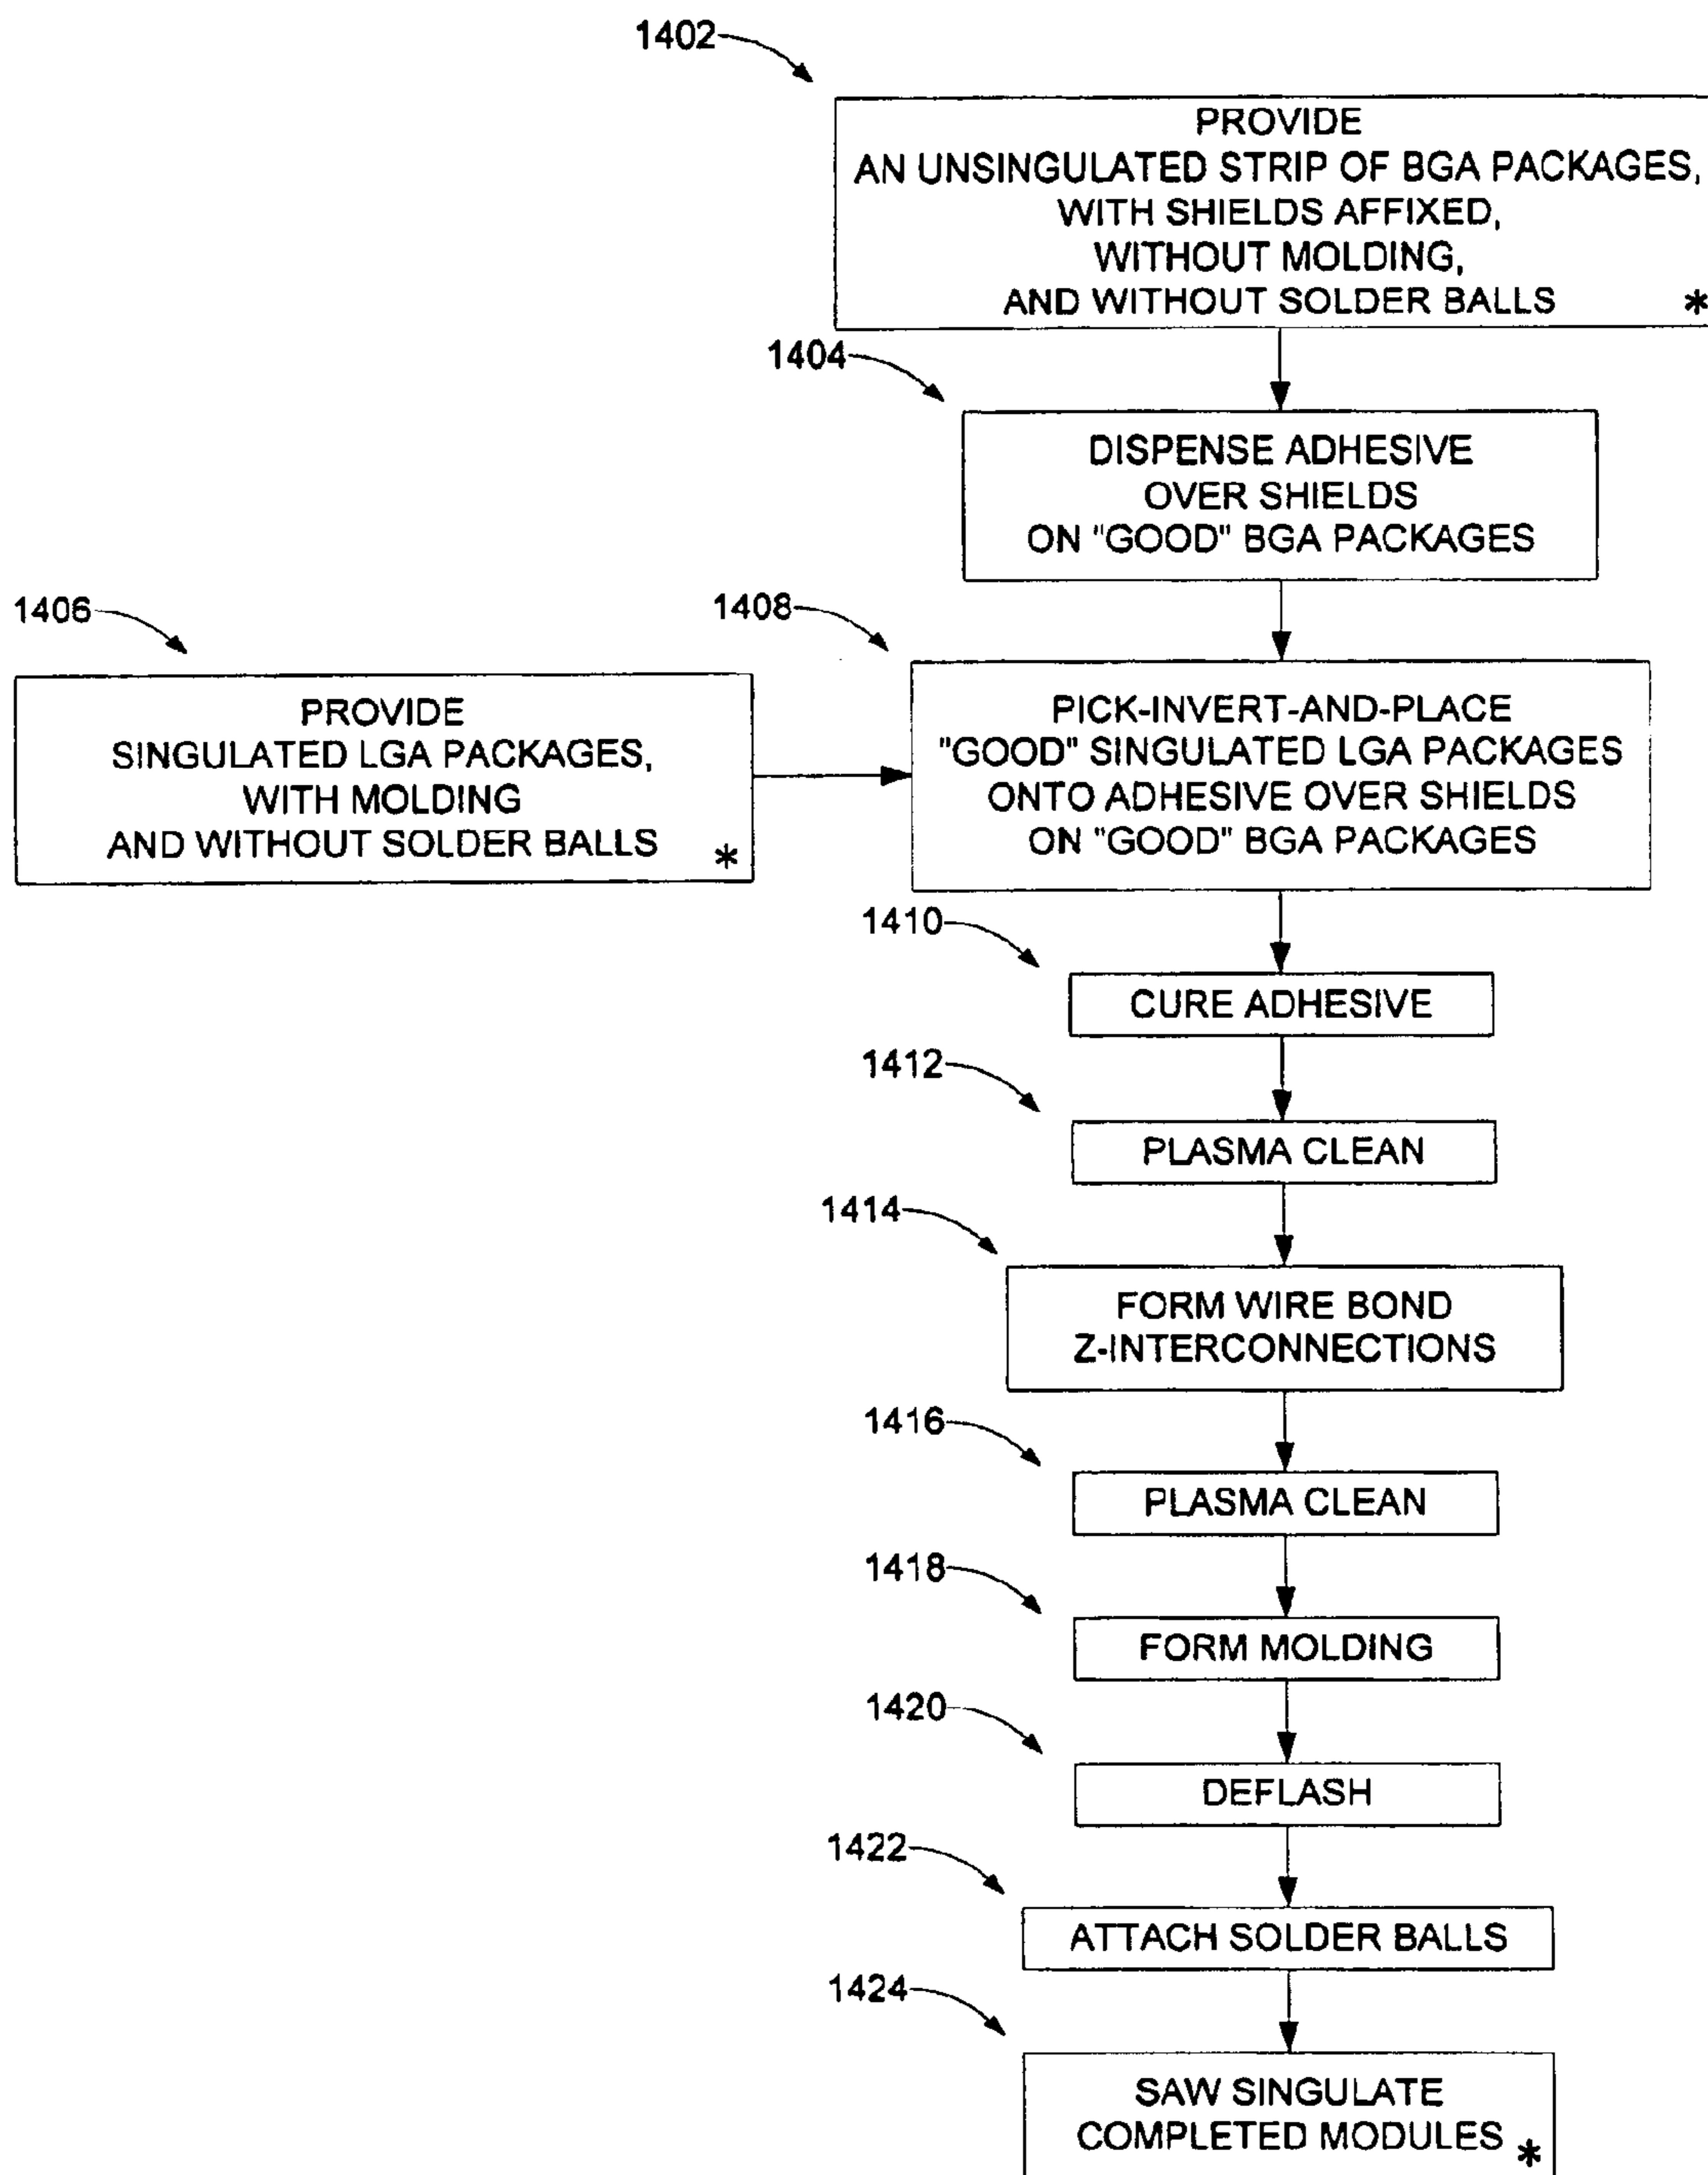 1402
PROVIDE
AN UNSINGULATED STRIP OF BGA PACKAGES,
WITH SHIELDS AFFIXED,
WITHOUT MOLDING,
AND WITHOUT SOLDER BALLS *
1404
DISPENSE ADHESIVE
OVER SHIELDS
ON "GOOD" BGA PACKAGES
1406
PROVIDE
SINGULATED LGA PACKAGES,
WITH MOLDING
AND WITHOUT SOLDER BALLS *
1408
PICK-INVERT-AND-PLACE
"GOOD" SINGULATED LGA PACKAGES
ONTO ADHESIVE OVER SHIELDS
ON "GOOD" BGA PACKAGES
1410
CURE ADHESIVE
1412
PLASMA CLEAN
1414
FORM WIRE BOND
Z-INTERCONNECTIONS
1416
PLASMA CLEAN
1418
FORM MOLDING
1420
DEFLASH
1422
ATTACH SOLDER BALLS
1424
SAW SINGULATE
COMPLETED MODULES *